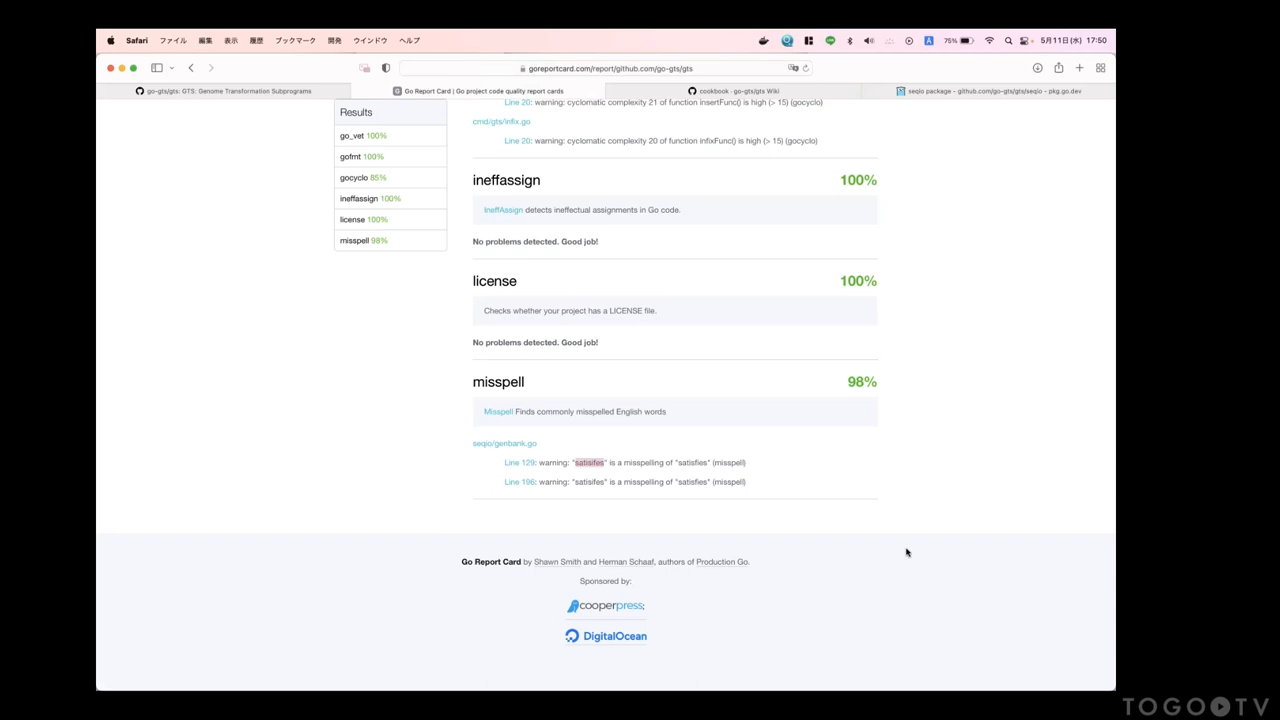 Safari ファイル 編集 表示 履歴 ブックマーク 開発 ウインドウ ヘルプ
A 75% 5月11日(水) 17:50
goreportcard.com/report/github.com/go-gts/gts
go-gts/gts: GTS: Genome Transformation Subprograms
Go Report Card | Go project code quality report cards
cookbook · go-gts/gts Wiki
seqio package - github.com/go-gts/gts/seqio - pkg.go.dev
Results
go_vet 100%
gofmt 100%
gocyclo 85%
ineffassign 100%
license 100%
misspell 98%
Line 20: warning: cyclomatic complexity 21 of function insertFunc() is high (> 15) (gocyclo)
cmd/gts/infix.go
Line 20: warning: cyclomatic complexity 20 of function infixFunc() is high (> 15) (gocyclo)
ineffassign 100%
IneffAssign detects ineffectual assignments in Go code.
No problems detected. Good job!
license 100%
Checks whether your project has a LICENSE file.
No problems detected. Good job!
misspell 98%
Misspell Finds commonly misspelled English words
seqio/genbank.go
Line 129: warning: "satisifes" is a misspelling of "satisfies" (misspell)
Line 196: warning: "satisifes" is a misspelling of "satisfies" (misspell)
Go Report Card by Shawn Smith and Herman Schaaf, authors of Production Go.
Sponsored by:
cooperpress;
DigitalOcean
TOGO TV